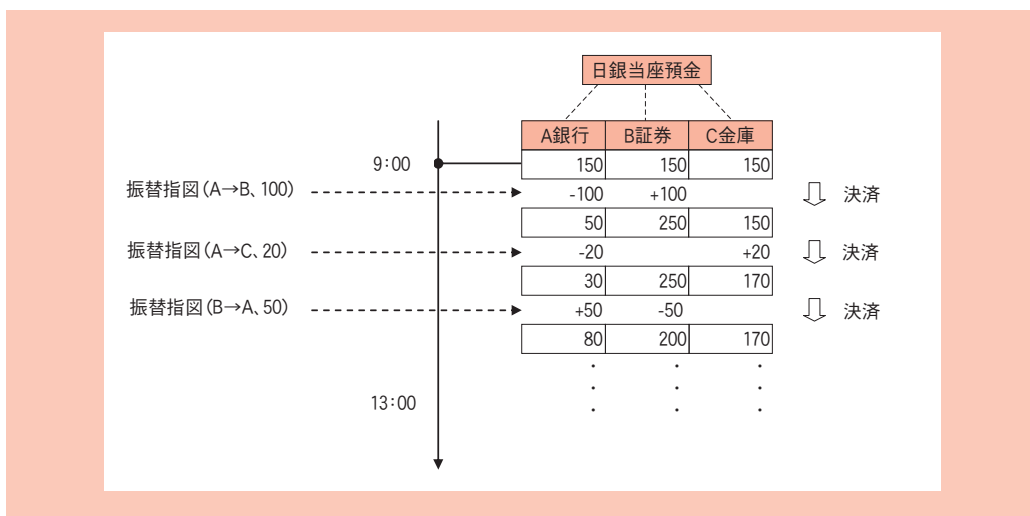 日銀当座預金
A銀行 B証券 C金庫
9:00 150 150 150
振替指図(A→B、100) -100 +100 決済
50 250 150
振替指図(A→C、20) -20 +20 決済
30 250 170
振替指図(B→A、50) +50 -50 決済
80 200 170
・ ・ ・
・ ・ ・
13:00 ・ ・ ・